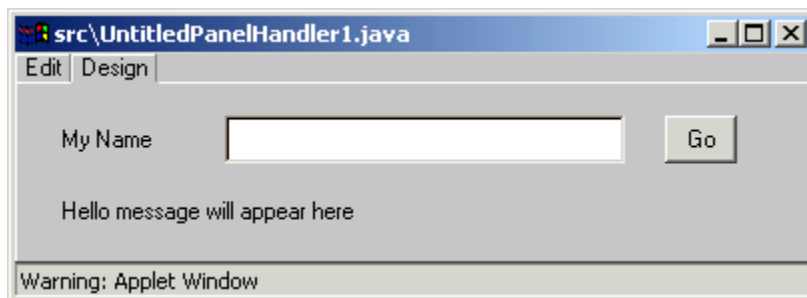 src\UntitledPanelHandler1.java
Edit Design
My Name Go
Hello message will appear here
Warning: Applet Window